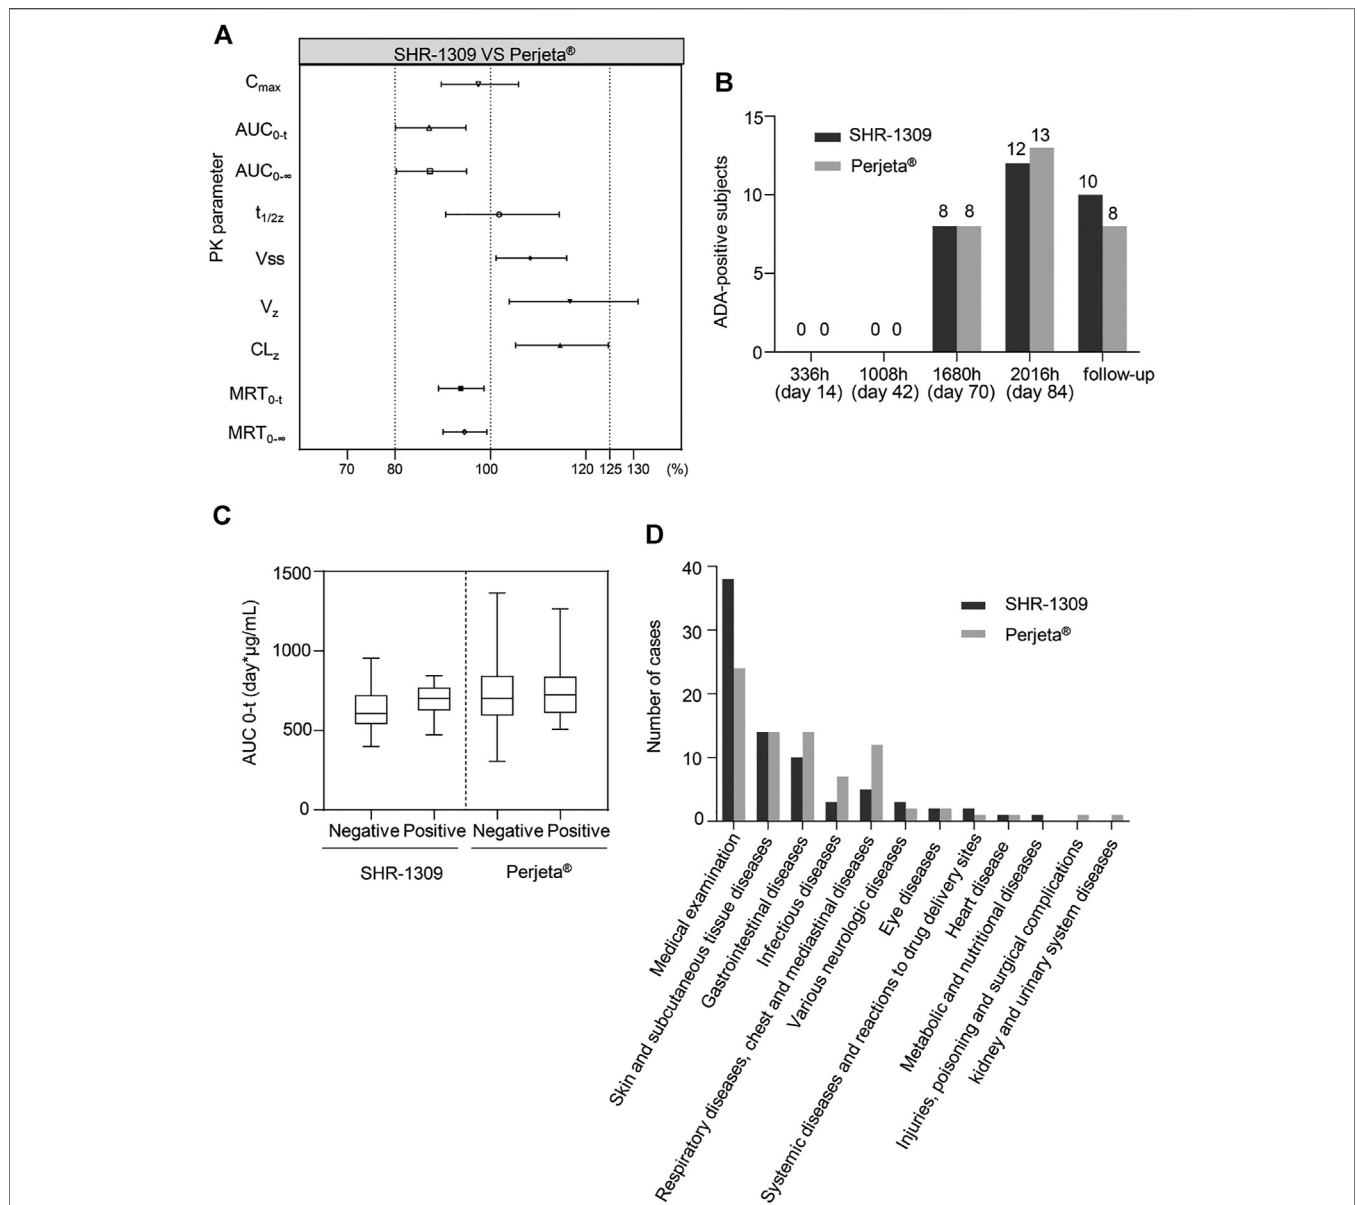 A
SHR-1309 VS Perjeta®
PK parameter
Cmax
AUC0-t
AUC0-∞
t1/2z
Vss
Vz
CLz
MRT0-t
MRT0-∞
70 80 100 120 125 130 (%)
B
ADA-positive subjects
15
10
5
0
SHR-1309
Perjeta®
0 0 0 0 8 8 12 13 10 8
336h 1008h 1680h 2016h follow-up
(day 14) (day 42) (day 70) (day 84)
C
AUC 0-t (day*µg/mL)
1500
1000
500
0
Negative Positive Negative Positive
SHR-1309 Perjeta®
D
Number of cases
40
30
20
10
0
SHR-1309
Perjeta®
Medical examination
Skin and subcutaneous tissue diseases
Gastrointestinal diseases
Infectious diseases
Respiratory diseases, chest and mediastinal diseases
Various neurologic diseases
Eye diseases
Systemic diseases and reactions to drug delivery sites
Heart disease
Metabolic and nutritional diseases
Injuries, poisoning and surgical complications
kidney and urinary system diseases